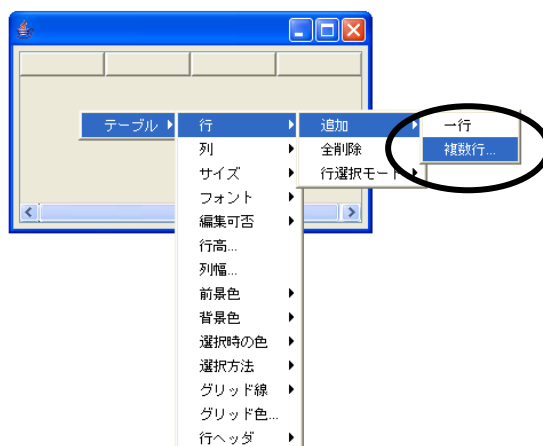 テーブル
行
列
サイズ
フォント
編集可否
行高...
列幅...
前景色
背景色
選択時の色
選択方法
グリッド線
グリッド色...
行ヘッダ
追加
全削除
行選択モード
一行
複数行...